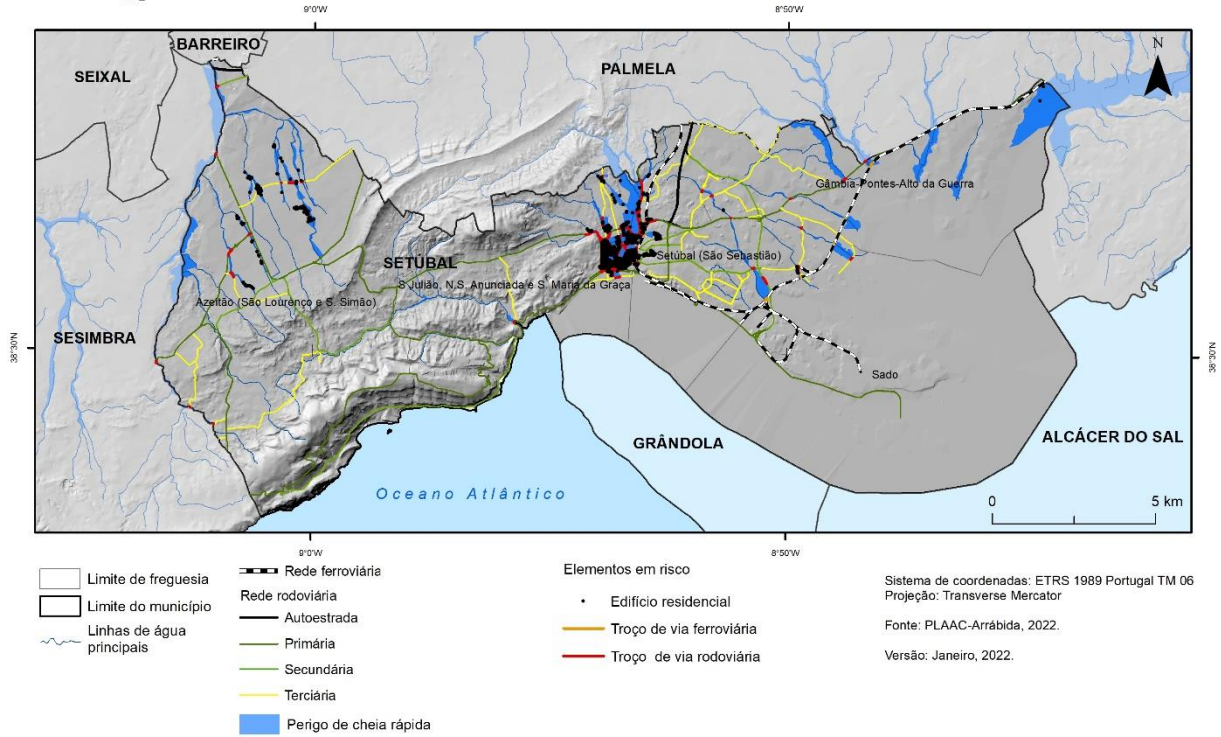 9°0'W
8°50'W
BARREIRO
SEIXAL
PALMELA
N
Gâmbia-Pontes-Alto da Guerra
SETÚBAL
Setúbal (São Sebastião)
S.Julião, N.S. Anunciada e S. Maria da Graça
Azeitão (São Lourenço e S. Simão)
SESIMBRA
38°30'N
38°30'N
Sado
GRÂNDOLA
ALCÁCER DO SAL
Oceano Atlântico
0
5 km
9°0'W
8°50'W
Limite de freguesia
Limite do município
Linhas de água
principais
Rede ferroviária
Rede rodoviária
Autoestrada
Primária
Secundária
Terciária
Perigo de cheia rápida
Elementos em risco
Edifício residencial
Troço de via ferroviária
Troço de via rodoviária
Sistema de coordenadas: ETRS 1989 Portugal TM 06
Projeção: Transverse Mercator
Fonte: PLAAC-Arrábida, 2022.
Versão: Janeiro, 2022.